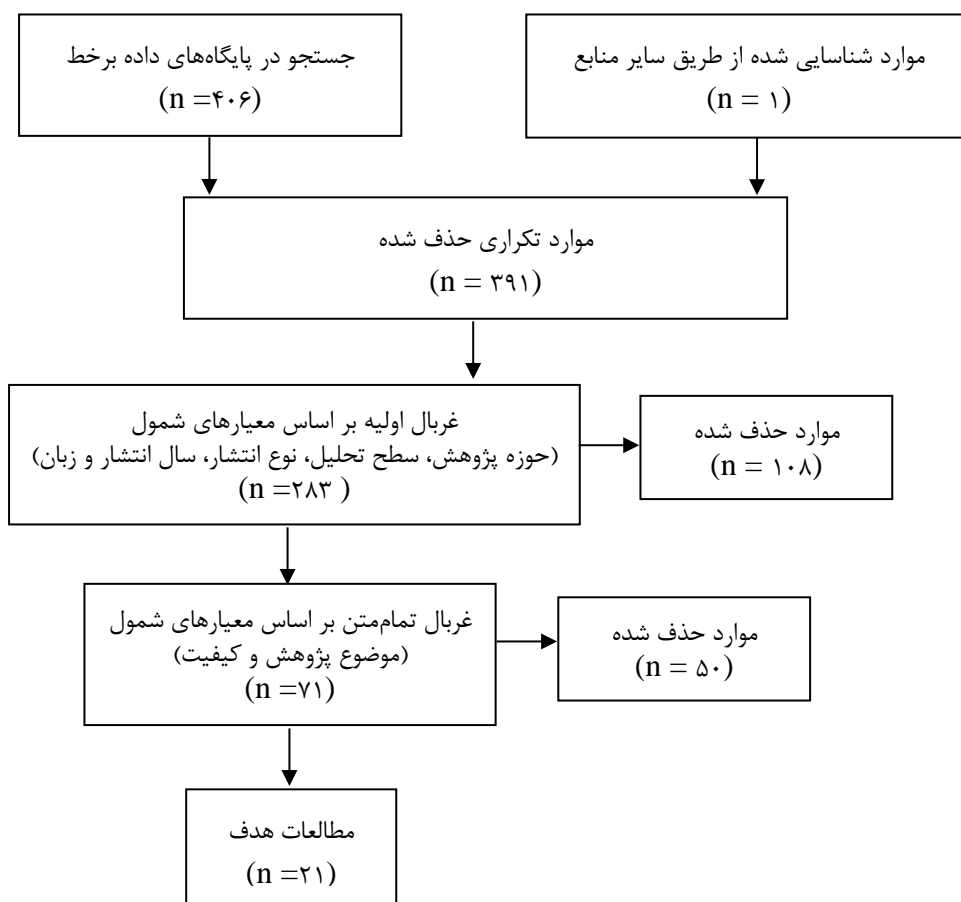 جستجو در پایگاه‌های داده برخط
(n =۴۰۶)
موارد شناسایی شده از طریق سایر منابع
(n = ۱)
موارد تکراری حذف شده
(n = ۳۹۱)
غربال اولیه بر اساس معیارهای شمول
(حوزه پژوهش، سطح تحلیل، نوع انتشار، سال انتشار و زبان)
(n =۲۸۳ )
موارد حذف شده
(n = ۱۰۸)
غربال تمام‌متن بر اساس معیارهای شمول
(موضوع پژوهش و کیفیت)
(n =۷۱)
موارد حذف شده
(n = ۵۰)
مطالعات هدف
(n =۲۱)